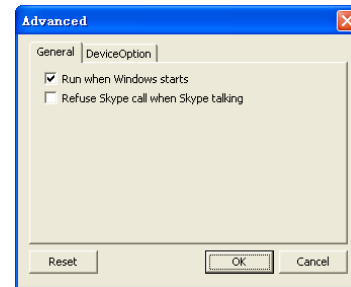 Advanced
General DeviceOption
Run when Windows starts
Refuse Skype call when Skype talking
Reset OK Cancel